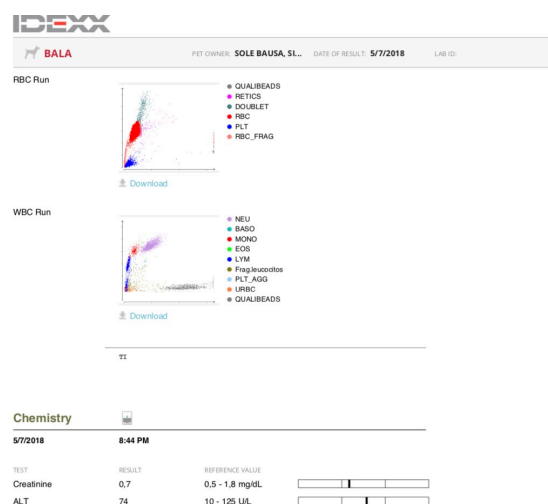 IDEXX
BALA PET OWNER: SOLE BAUSA, SI... DATE OF RESULT: 5/7/2018 LAB ID:
RBC Run
QUALIBEADS
RETICS
DOUBLET
RBC
PLT
RBC_FRAG
Download
WBC Run
NEU
BASO
MONO
EOS
LYM
Frag.leucocitos
PLT_AGG
URBC
QUALIBEADS
Download
TI
Chemistry
5/7/2018 8:44 PM
TEST RESULT REFERENCE VALUE
Creatinine 0,7 0,5 - 1,8 mg/dL
ALT 74 10 - 125 U/L